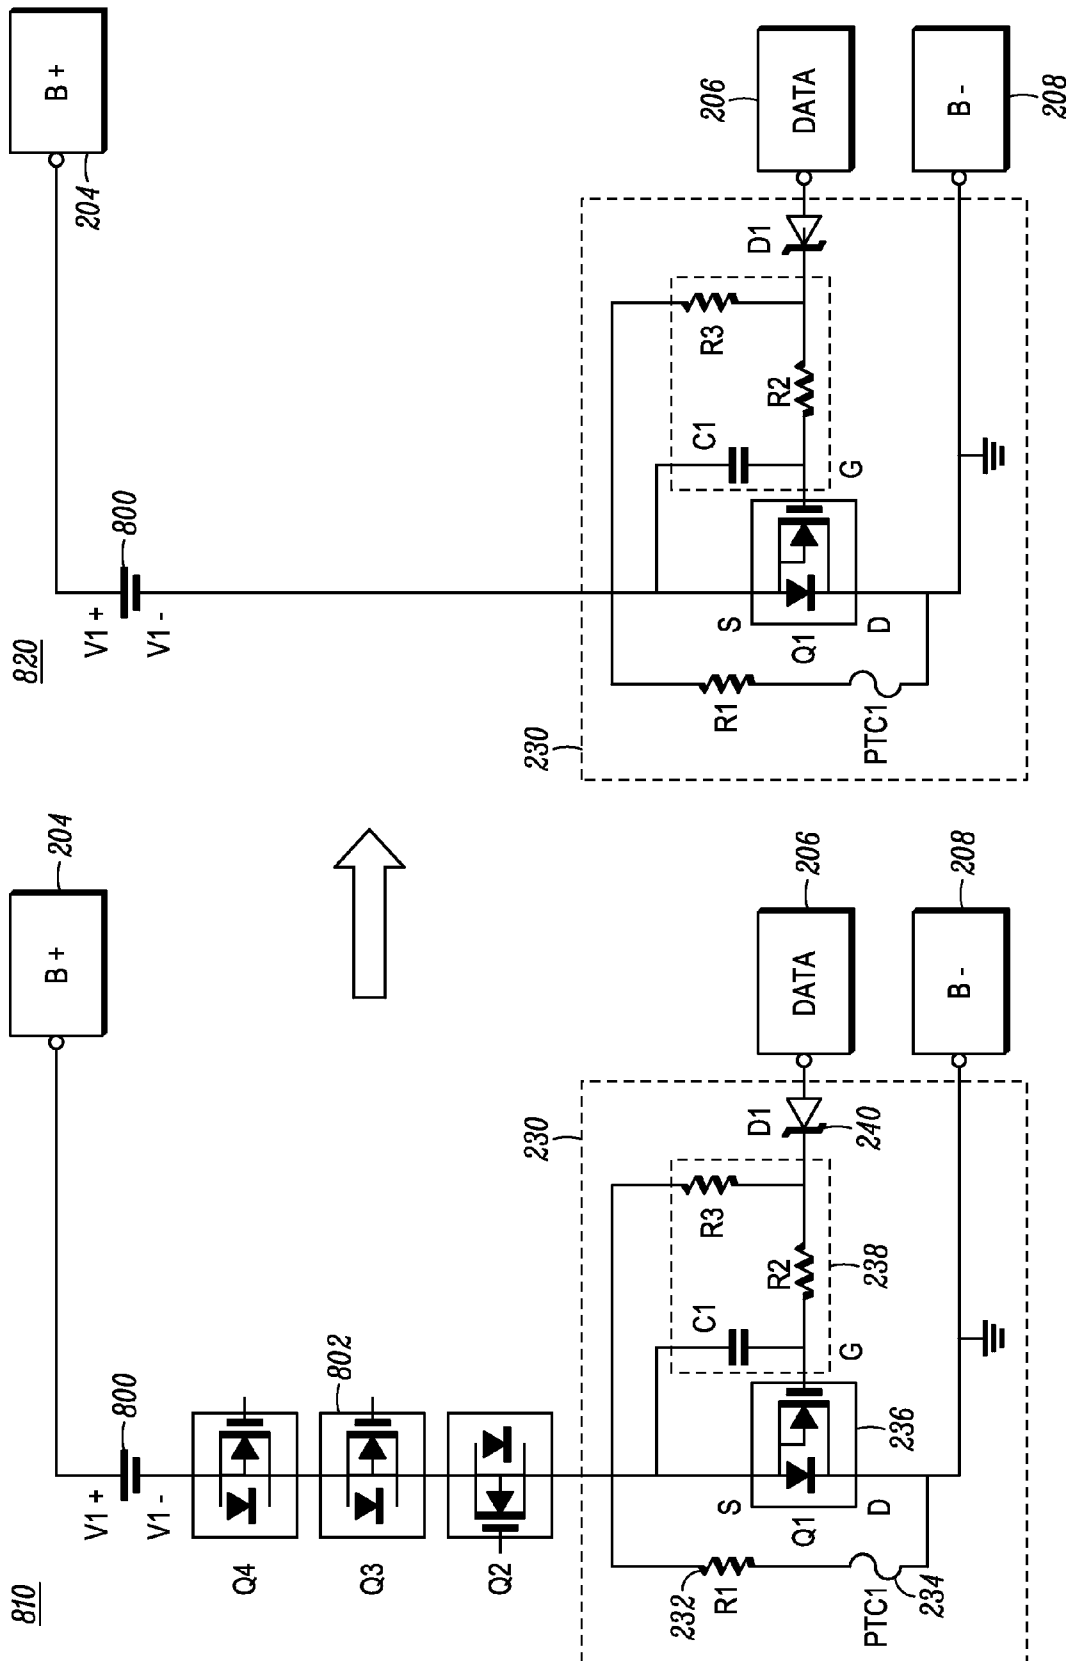 810
V1 +
V1 -
800
B +
204
Q4
Q3
802
Q2
230
S
Q1
D
236
232
R1
PTC1
234
C1
G
R2
238
R3
D1
240
DATA
206
B -
208
820
V1 +
V1 -
800
B +
204
230
S
Q1
D
R1
PTC1
C1
G
R2
R3
D1
DATA
206
B -
208